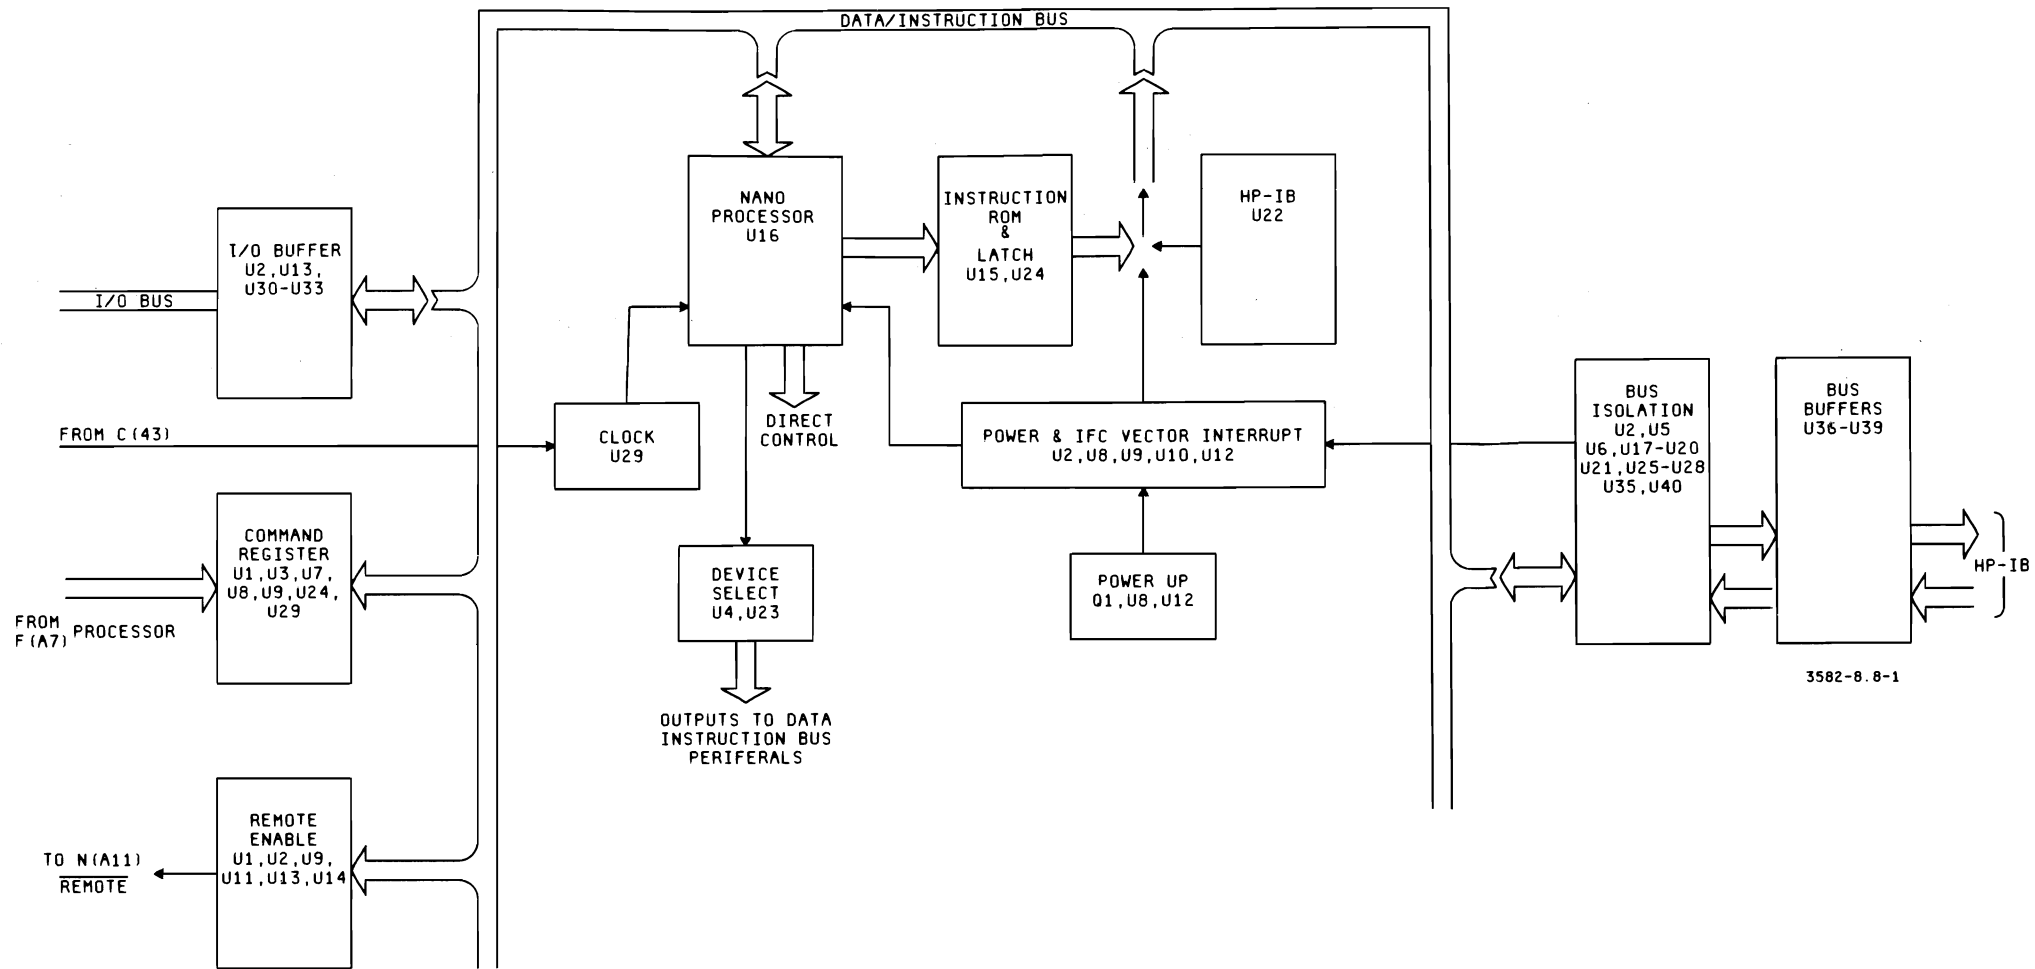 DATA/INSTRUCTION BUS
I/O BUFFER
U2,U13,
U30-U33
I/O BUS
NANO
PROCESSOR
U16
INSTRUCTION
ROM
&
LATCH
U15,U24
HP-IB
U22
FROM C(43)
CLOCK
U29
DIRECT
CONTROL
POWER & IFC VECTOR INTERRUPT
U2,U8,U9,U10,U12
BUS
ISOLATION
U2,U5
U6,U17-U20
U21,U25-U28
U35,U40
BUS
BUFFERS
U36-U39
COMMAND
REGISTER
U1,U3,U7,
U8,U9,U24,
U29
FROM
F(A7) PROCESSOR
DEVICE
SELECT
U4,U23
POWER UP
Q1,U8,U12
HP-IB
3582-8.8-1
OUTPUTS TO DATA
INSTRUCTION BUS
PERIFERALS
REMOTE
ENABLE
U1,U2,U9,
U11,U13,U14
TO N(A11)
REMOTE